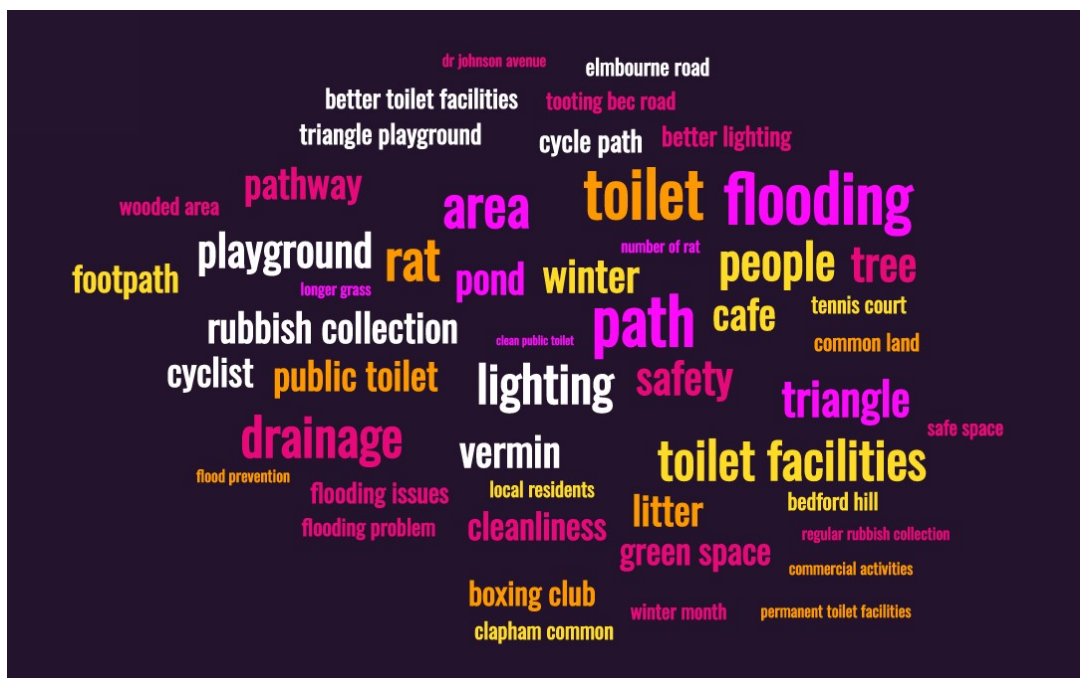 dr johnson avenue
elmbourne road
better toilet facilities
tooting bec road
triangle playground
cycle path
better lighting
pathway
wooded area
area
toilet
flooding
playground
rat
number of rat
people
tree
footpath
longer grass
pond
winter
rubbish collection
clean public toilet
path
cafe
tennis court
common land
cyclist
public toilet
lighting
safety
triangle
safe space
drainage
vermin
toilet facilities
flood prevention
flooding issues
local residents
bedford hill
flooding problem
cleanliness
litter
green space
regular rubbish collection
commercial activities
boxing club
winter month
permanent toilet facilities
clapham common